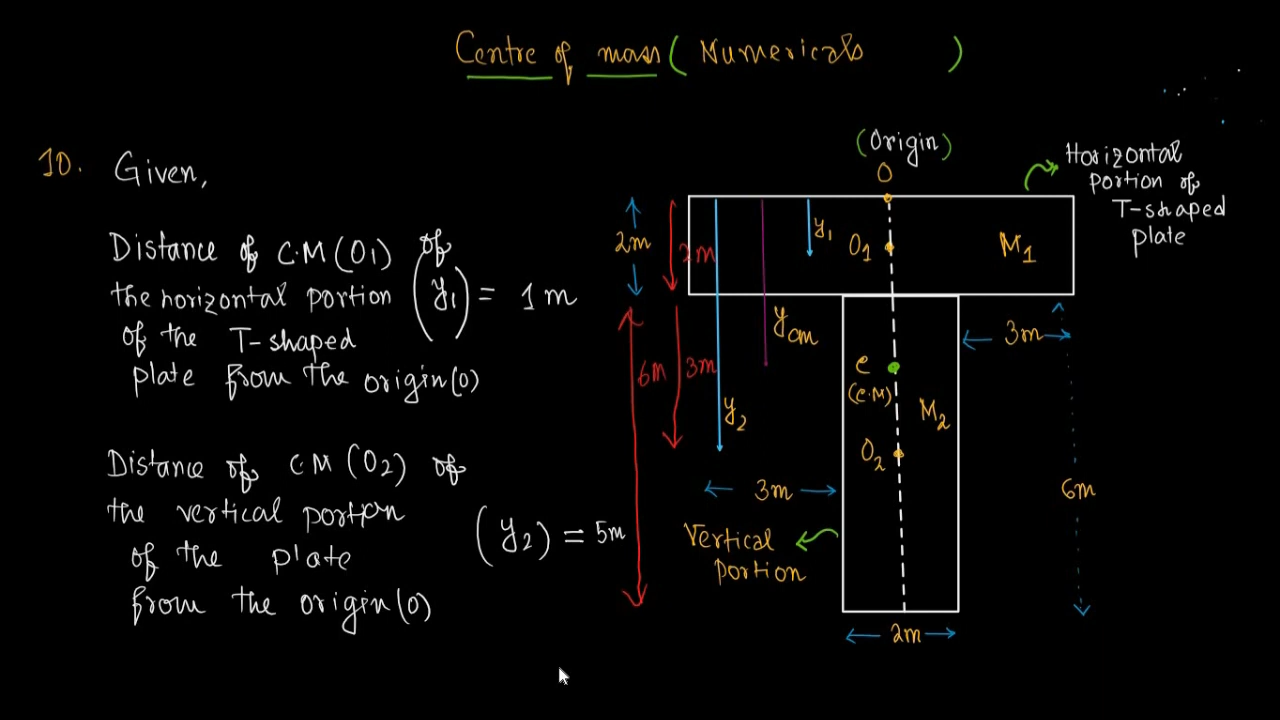 Centre of mass (Numericals )
10. Given,
Distance of C.M (O1) of
the horizontal portion (y1) = 1 m
of the T-shaped
plate from the origin (0)
Distance of C.M (O2) of
the vertical portion
of the plate (y2) = 5m
from the origin (0)
(Origin)
O
Horizontal
portion of
T-shaped
plate
2m
2m
y1
O1
M1
ycm
3m
6m
3m
C
(C.M)
y2
M2
O2
3m
6m
Vertical
portion
2m